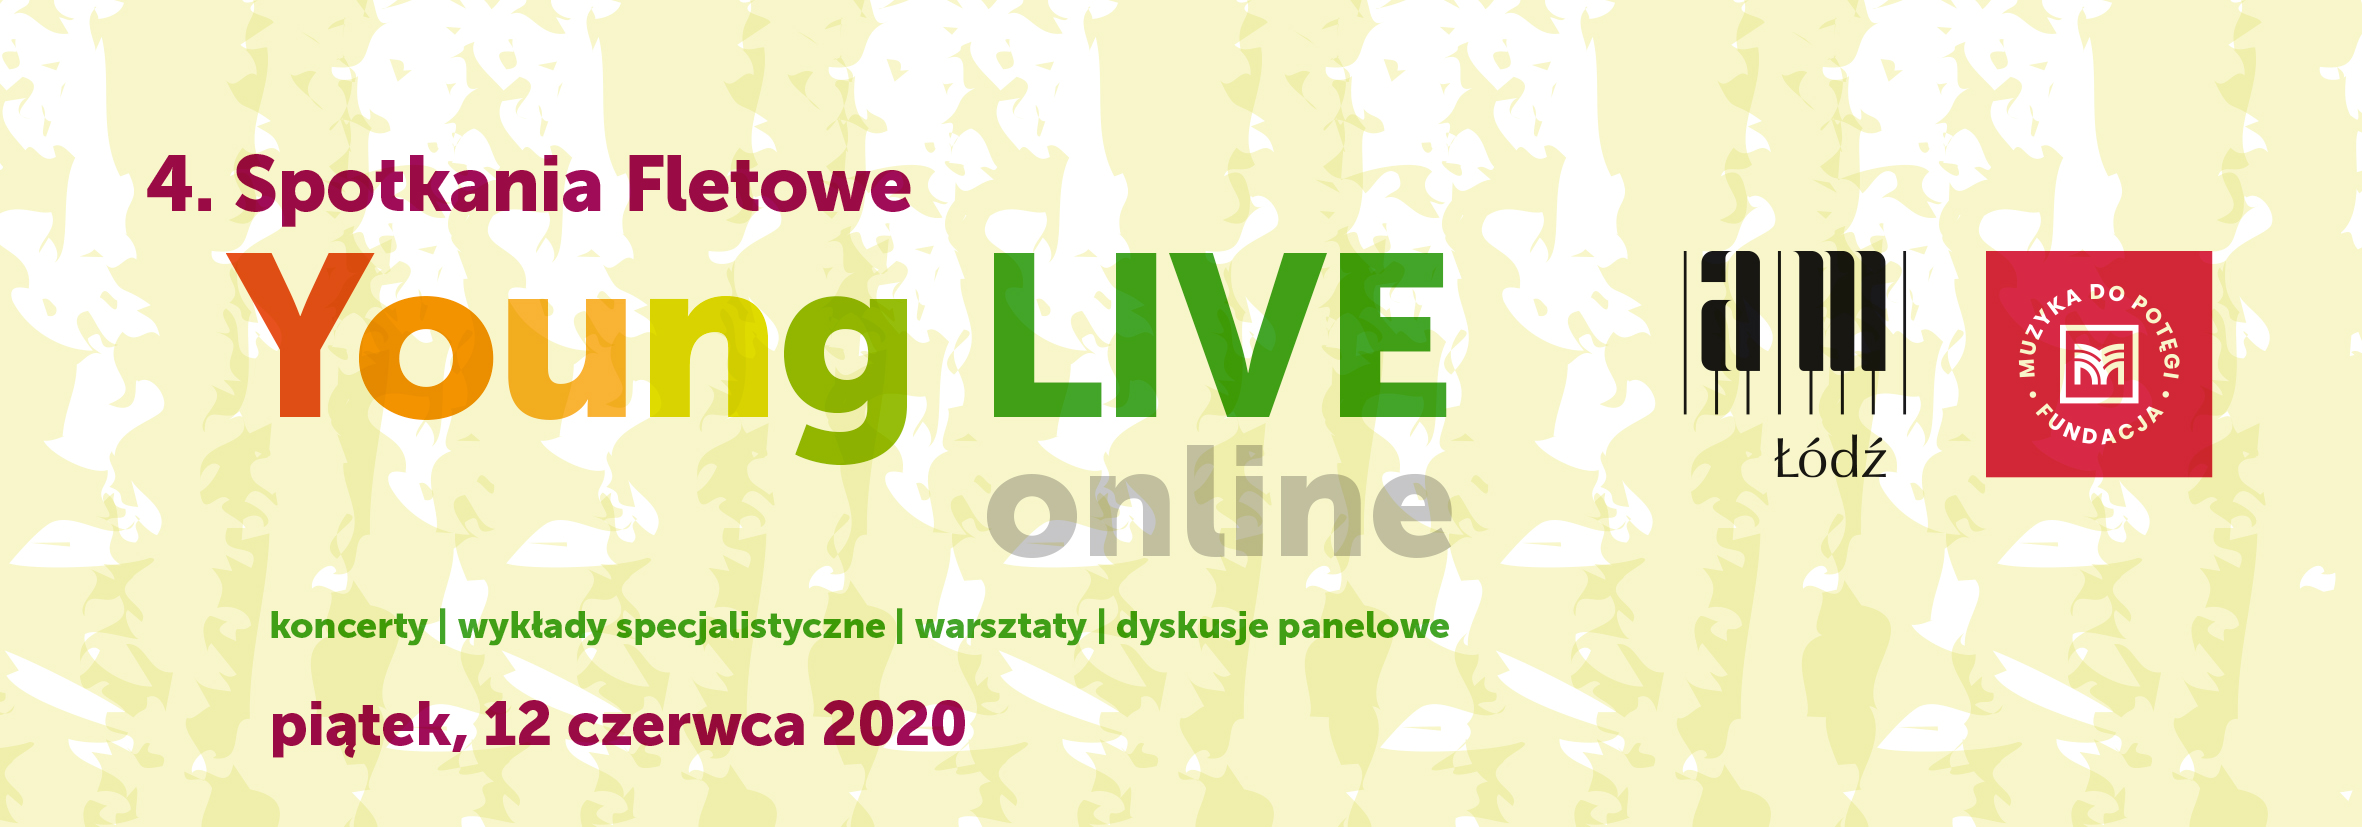 4. Spotkania Fletowe
Young LIVE
online
koncerty | wykłady specjalistyczne | warsztaty | dyskusje panelowe
piątek, 12 czerwca 2020
am
Łódź
MUZYKA DO POTĘGI
• FUNDACJA •